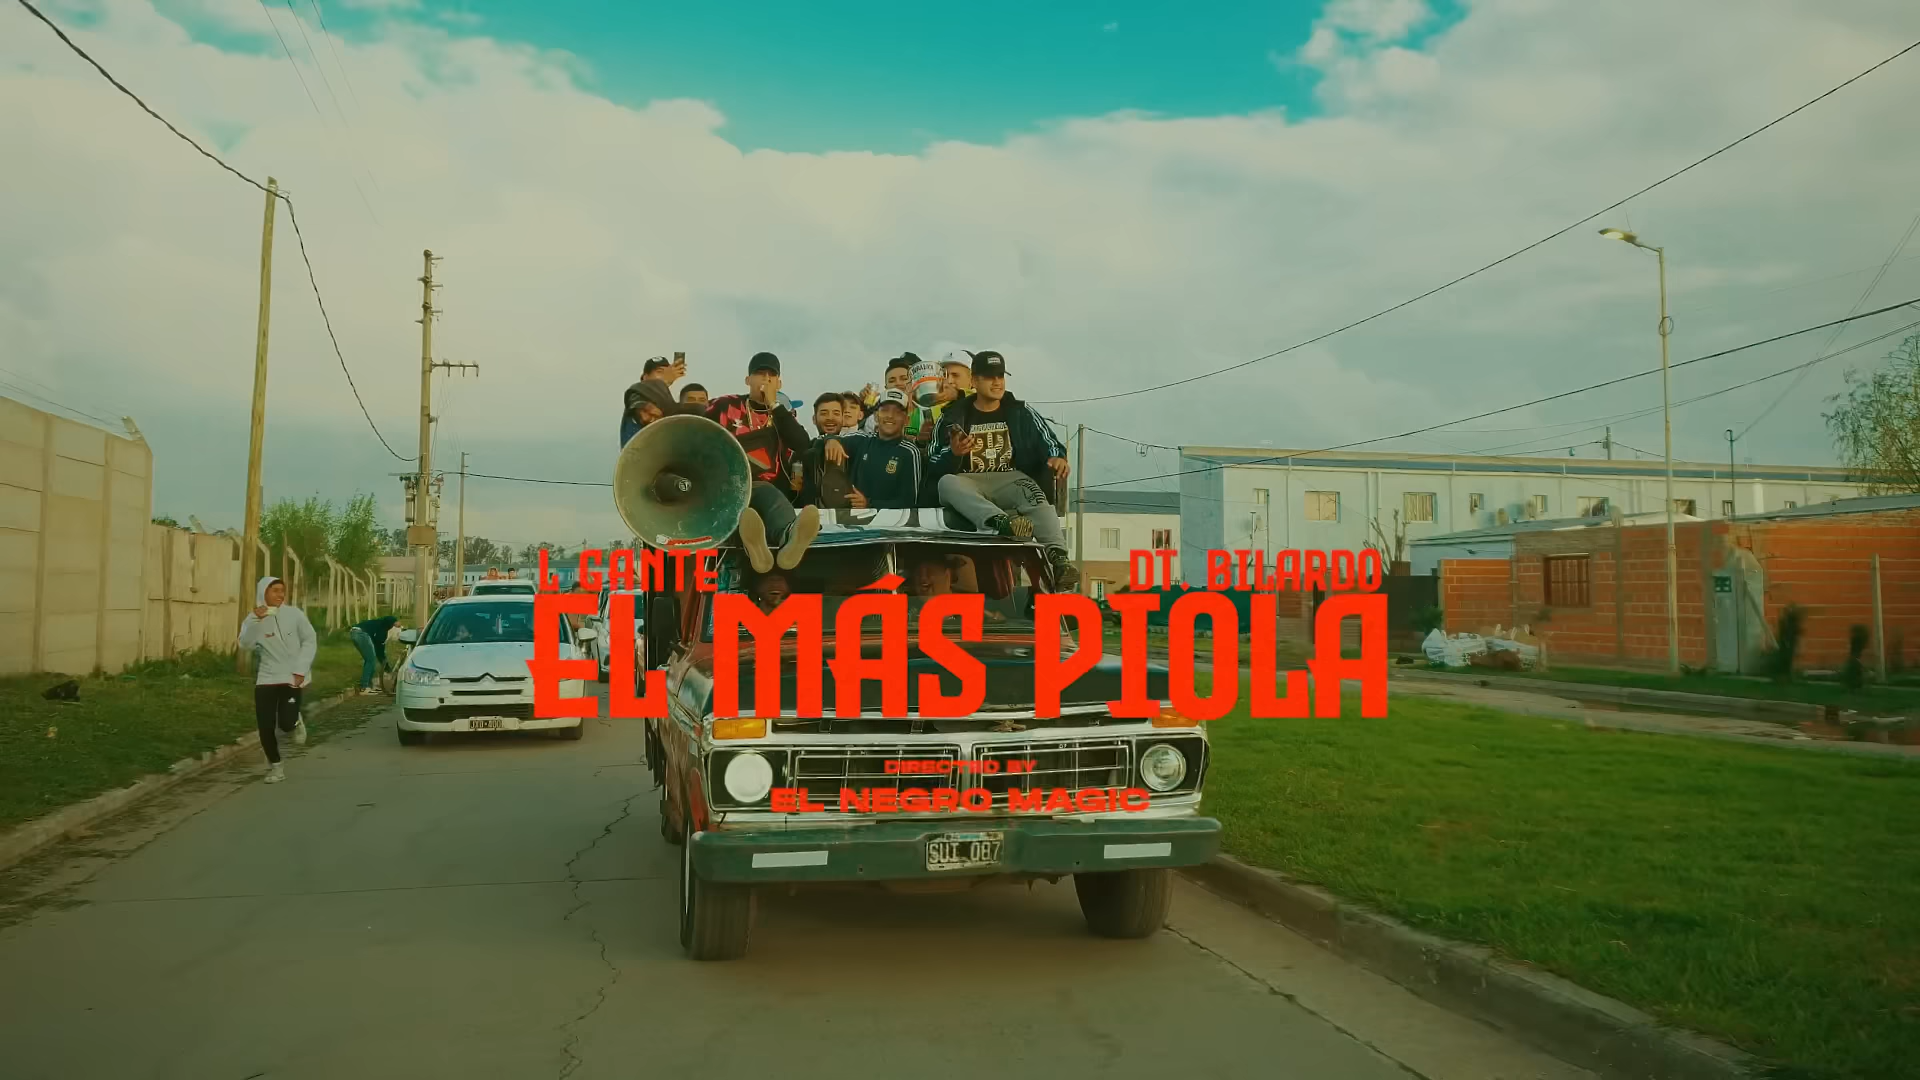 L GANTE
DT. BILARDO
EL MÁS PIOLA
DIRECTED BY
EL NEGRO MAGIC
SUI 087